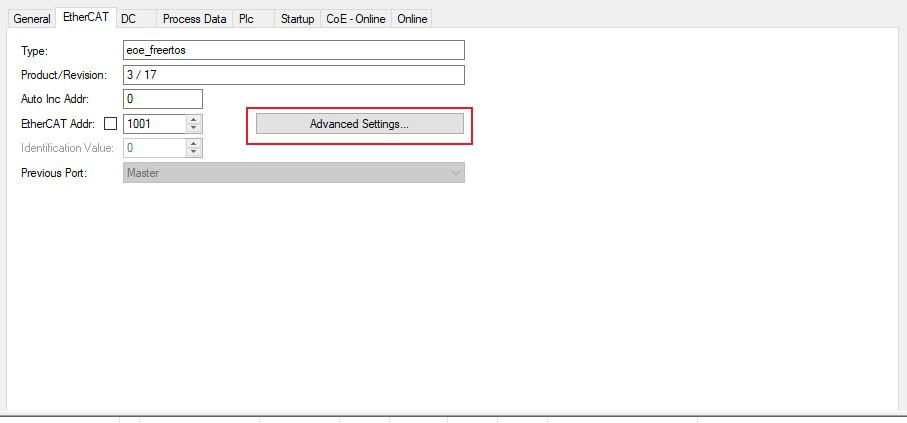 General EtherCAT DC Process Data Plc Startup CoE - Online Online
Type: eoe_freertos
Product/Revision: 3 / 17
Auto Inc Addr: 0
EtherCAT Addr: 1001 Advanced Settings...
Identification Value: 0
Previous Port: Master